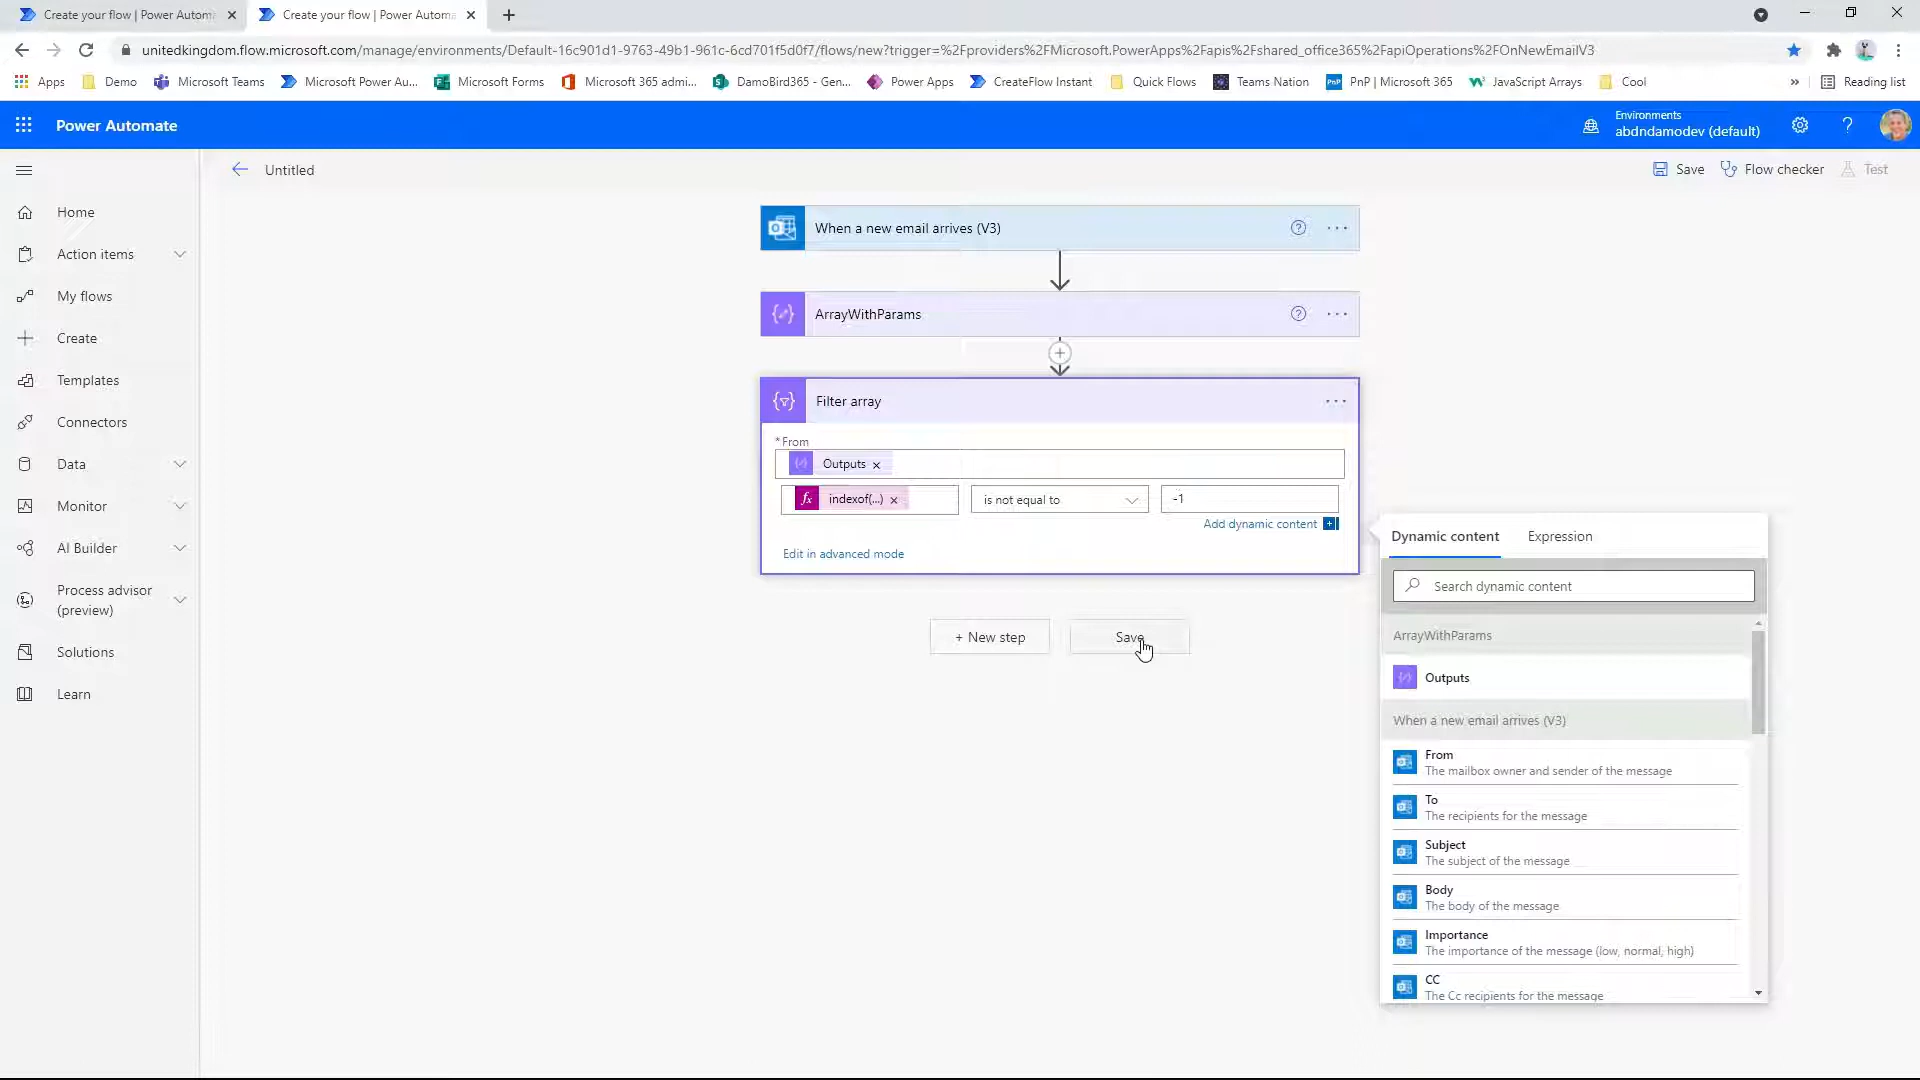 Create your flow | Power Automa
Create your flow | Power Automa
unitedkingdom.flow.microsoft.com/manage/environments/Default-16c901d1-9763-49b1-961c-6cd701f5d0f7/flows/new?trigger=%2Fproviders%2FMicrosoft.PowerApps%2Fapis%2Fshared_office365%2FapiOperations%2FOnNewEmailV3
Apps
Demo
Microsoft Teams
Microsoft Power Au...
Microsoft Forms
Microsoft 365 admi...
DamoBird365 - Gen...
Power Apps
CreateFlow Instant
Quick Flows
Teams Nation
PnP | Microsoft 365
JavaScript Arrays
Cool
»
Reading list
Power Automate
Environments
abdndamodev (default)
Untitled
Save
Flow checker
Test
Home
Action items
My flows
Create
Templates
Connectors
Data
Monitor
AI Builder
Process advisor
(preview)
Solutions
Learn
When a new email arrives (V3)
ArrayWithParams
Filter array
* From
Outputs
fx indexof(...)
is not equal to
-1
Add dynamic content
Edit in advanced mode
+ New step
Save
Dynamic content
Expression
Search dynamic content
ArrayWithParams
Outputs
When a new email arrives (V3)
From
The mailbox owner and sender of the message
To
The recipients for the message
Subject
The subject of the message
Body
The body of the message
Importance
The importance of the message (low, normal, high)
CC
The Cc recipients for the message